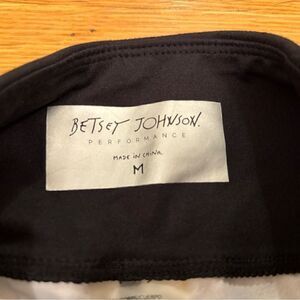 BETSEY JOHNSON.
PERFORMANCE
MADE IN CHINA
M